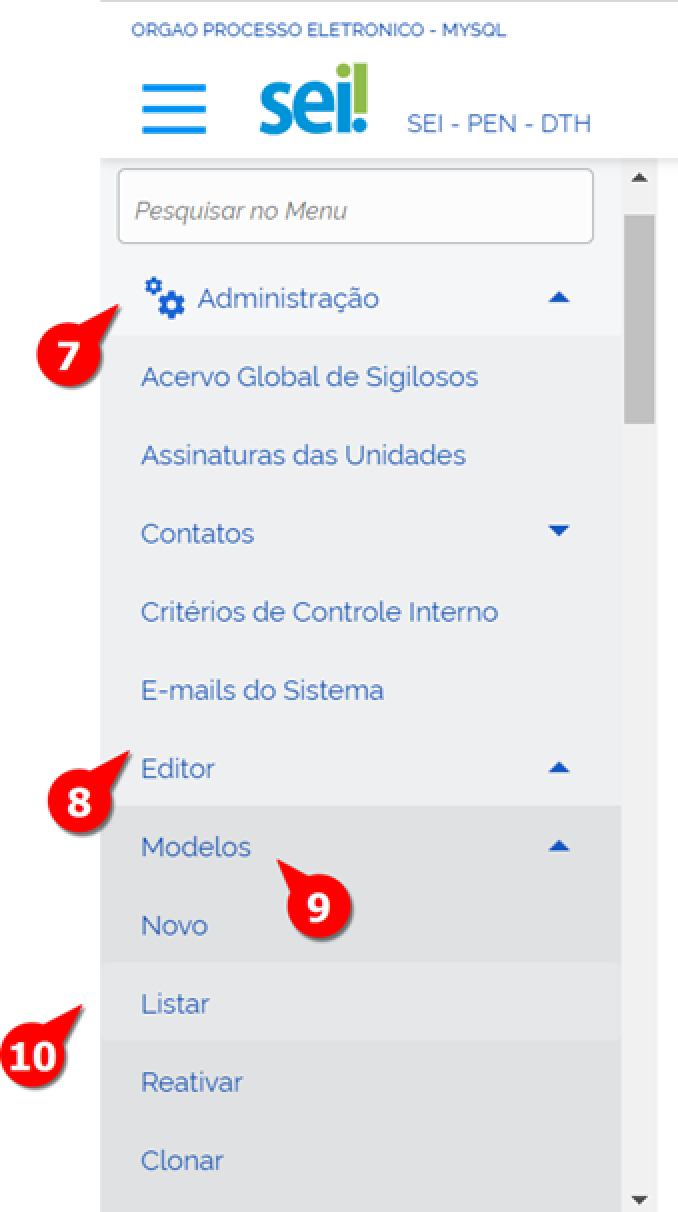 ORGAO PROCESSO ELETRONICO - MYSQL
sei!
SEI - PEN - DTH
Pesquisar no Menu
Administração
7
Acervo Global de Sigilosos
Assinaturas das Unidades
Contatos
Critérios de Controle Interno
E-mails do Sistema
Editor
8
Modelos
9
Novo
Listar
10
Reativar
Clonar